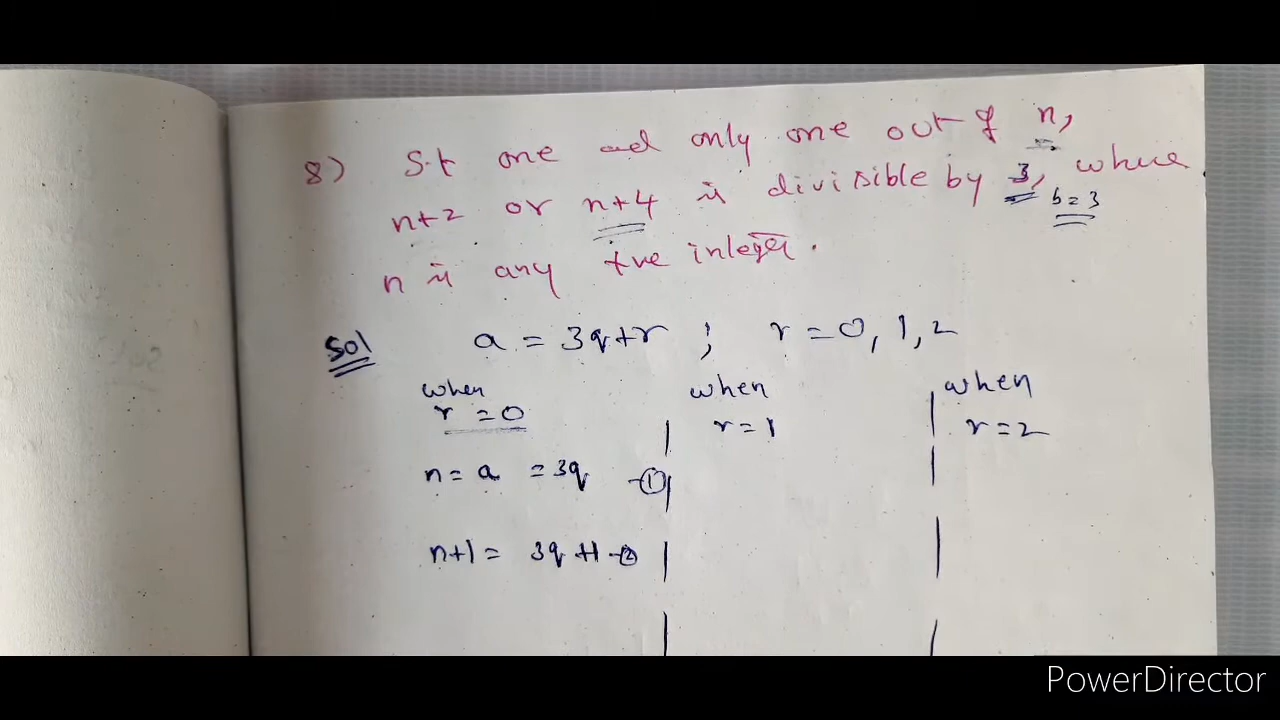 8) S.t one and only one out of n,
n+2 or n+4 is divisible by 3, where
b=3
n is any +ve integer.
Sol a = 3q+r ; r = 0, 1, 2
when when when
r = 0 r = 1 r = 2
n = a = 3q -①
n+1 = 3q+1 -②
PowerDirector